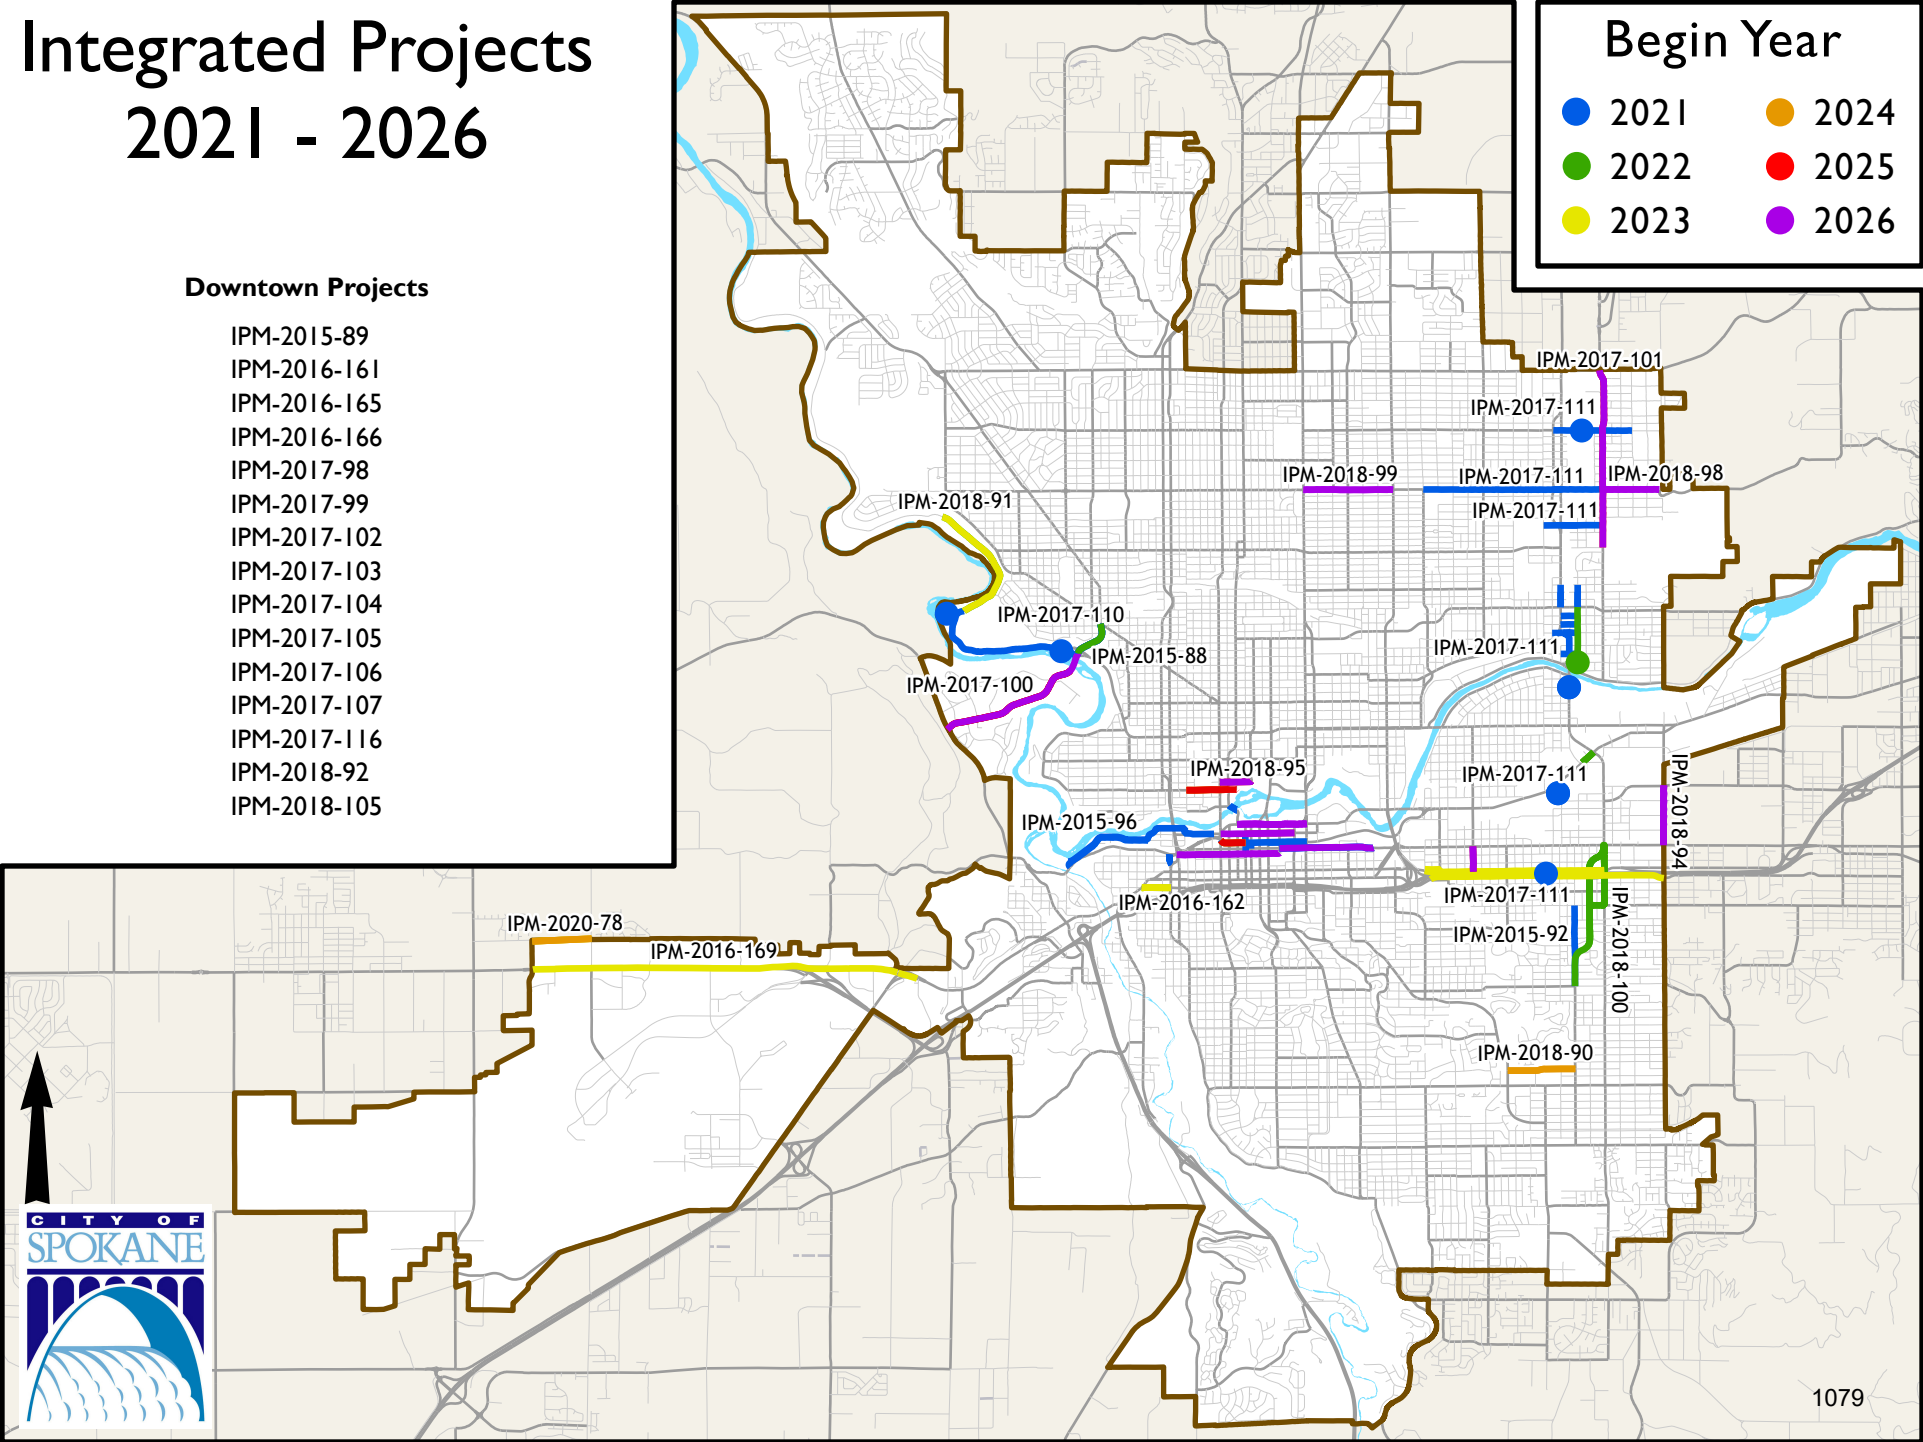 Integrated Projects
2021 - 2026
Downtown Projects
IPM-2015-89
IPM-2016-161
IPM-2016-165
IPM-2016-166
IPM-2017-98
IPM-2017-99
IPM-2017-102
IPM-2017-103
IPM-2017-104
IPM-2017-105
IPM-2017-106
IPM-2017-107
IPM-2017-116
IPM-2018-92
IPM-2018-105
Begin Year
2021
2024
2022
2025
2023
2026
IPM-2017-101
IPM-2017-111
IPM-2018-99
IPM-2017-111
IPM-2018-98
IPM-2018-91
IPM-2017-111
IPM-2017-110
IPM-2017-111
IPM-2015-88
IPM-2017-100
IPM-2018-95
IPM-2017-111
IPM-2018-94
IPM-2015-96
IPM-2016-162
IPM-2017-111
IPM-2018-100
IPM-2020-78
IPM-2015-92
IPM-2016-169
IPM-2018-90
CITY OF
SPOKANE
1079